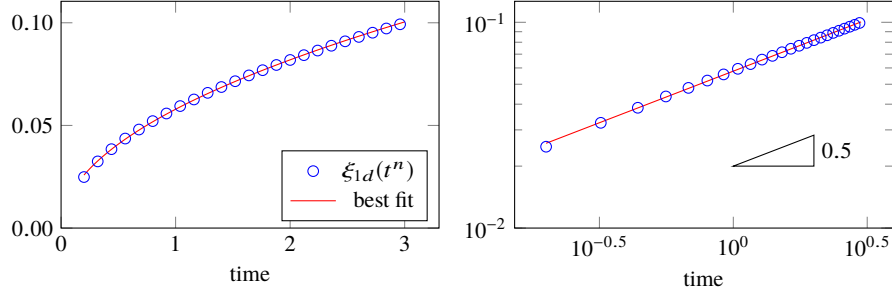 0.10
0.05
0.00
0 1 2 3
time
ξ₁d(tⁿ)
best fit
10⁻¹
10⁻²
10⁻⁰·⁵ 10⁰ 10⁰·⁵
time
0.5